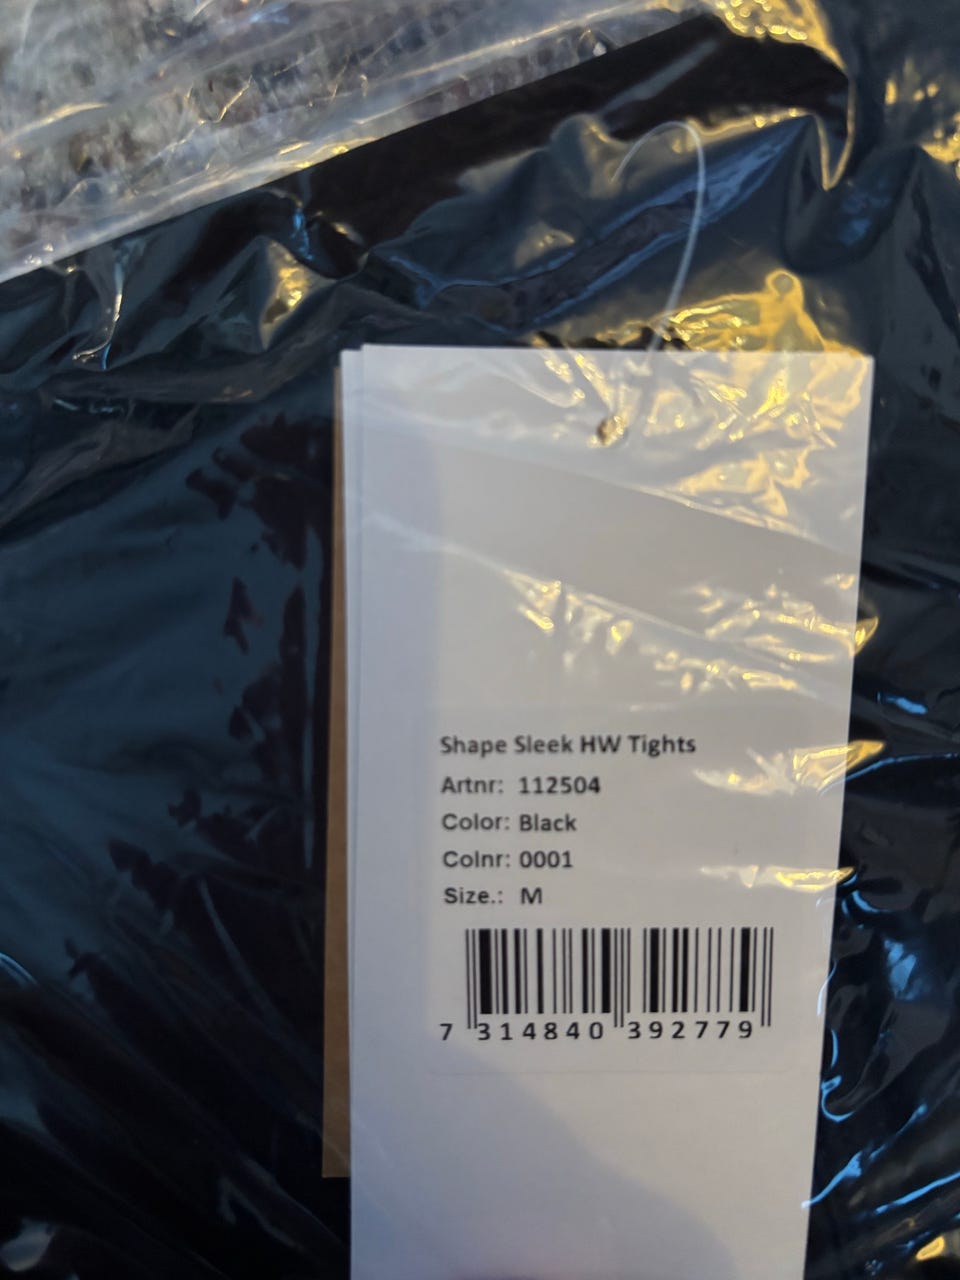 Shape Sleek HW Tights
Artnr: 112504
Color: Black
Colnr: 0001
Size.: M
7 314840 392779